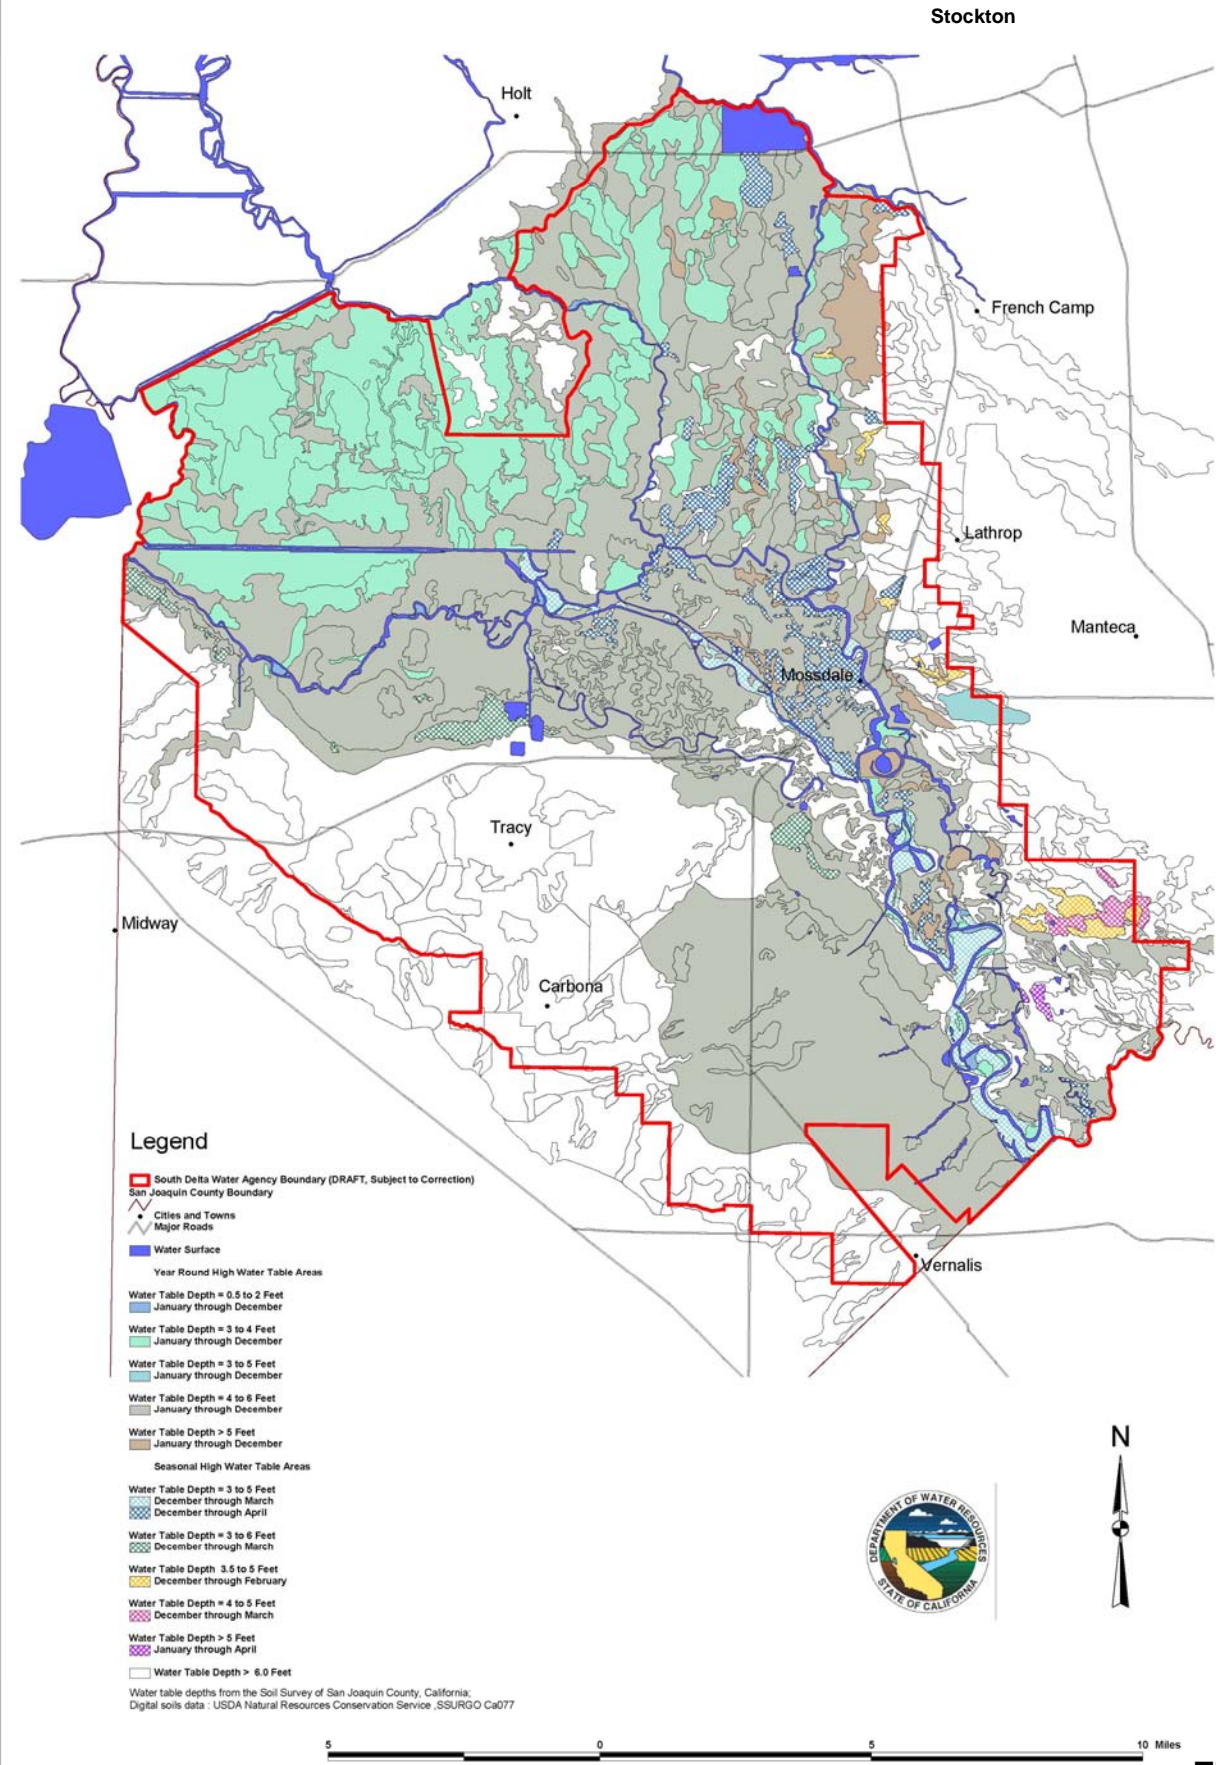 Stockton
Holt
French Camp
Lathrop
Manteca
Mossdale
Tracy
Midway
Carbona
Vernalis
Legend
South Delta Water Agency Boundary (DRAFT, Subject to Correction)
San Joaquin County Boundary
Cities and Towns
Major Roads
Water Surface
Year Round High Water Table Areas
Water Table Depth = 0.5 to 2 Feet
January through December
Water Table Depth = 3 to 4 Feet
January through December
Water Table Depth = 3 to 5 Feet
January through December
Water Table Depth = 4 to 6 Feet
January through December
Water Table Depth > 5 Feet
January through December
Seasonal High Water Table Areas
Water Table Depth = 3 to 5 Feet
December through March
December through April
Water Table Depth = 3 to 6 Feet
December through March
Water Table Depth 3.5 to 5 Feet
December through February
Water Table Depth = 4 to 5 Feet
December through March
Water Table Depth > 5 Feet
January through April
Water Table Depth > 6.0 Feet
Water table depths from the Soil Survey of San Joaquin County, California;
Digital soils data : USDA Natural Resources Conservation Service ,SSURGO Ca077
N
DEPARTMENT OF WATER RESOURCES
STATE OF CALIFORNIA
5 0 5 10 Miles